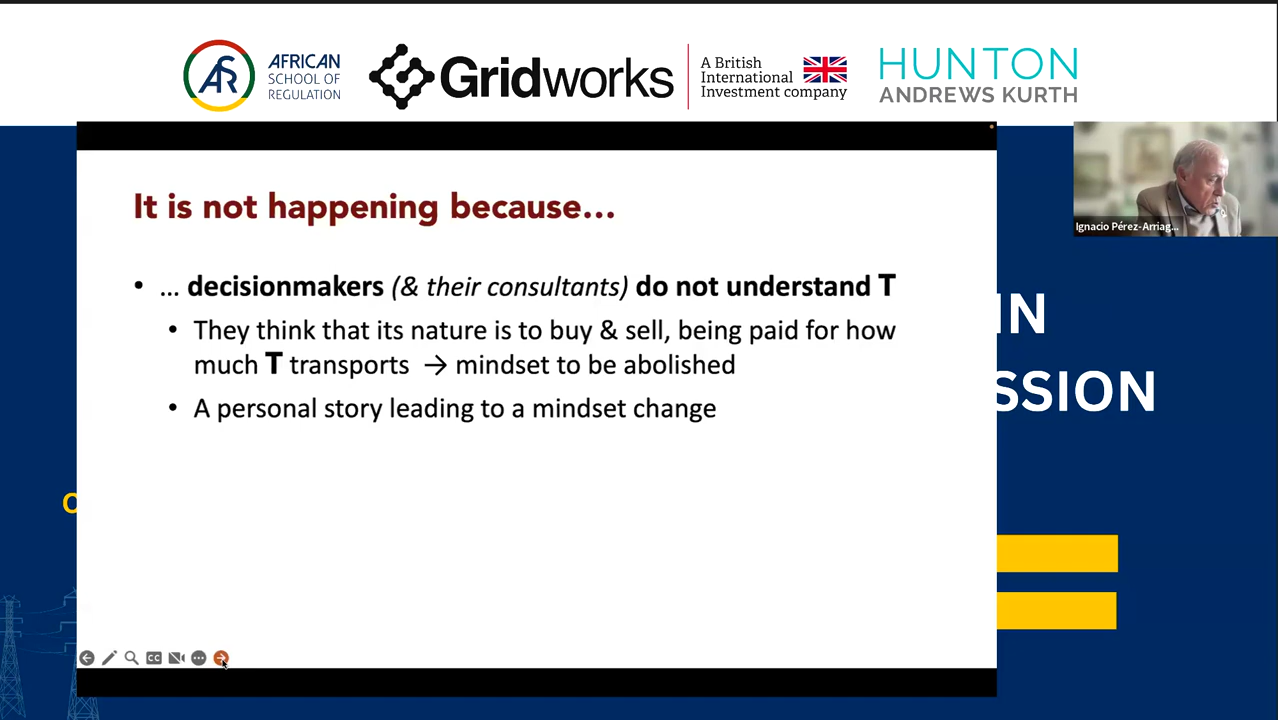 AFRICAN
SCHOOL OF
REGULATION
Gridworks
A British
International
Investment company
HUNTON
ANDREWS KURTH
It is not happening because…
• … decisionmakers (& their consultants) do not understand T
• They think that its nature is to buy & sell, being paid for how
much T transports → mindset to be abolished
• A personal story leading to a mindset change
Ignacio Pérez-Arriag...
IN
SSION
CC